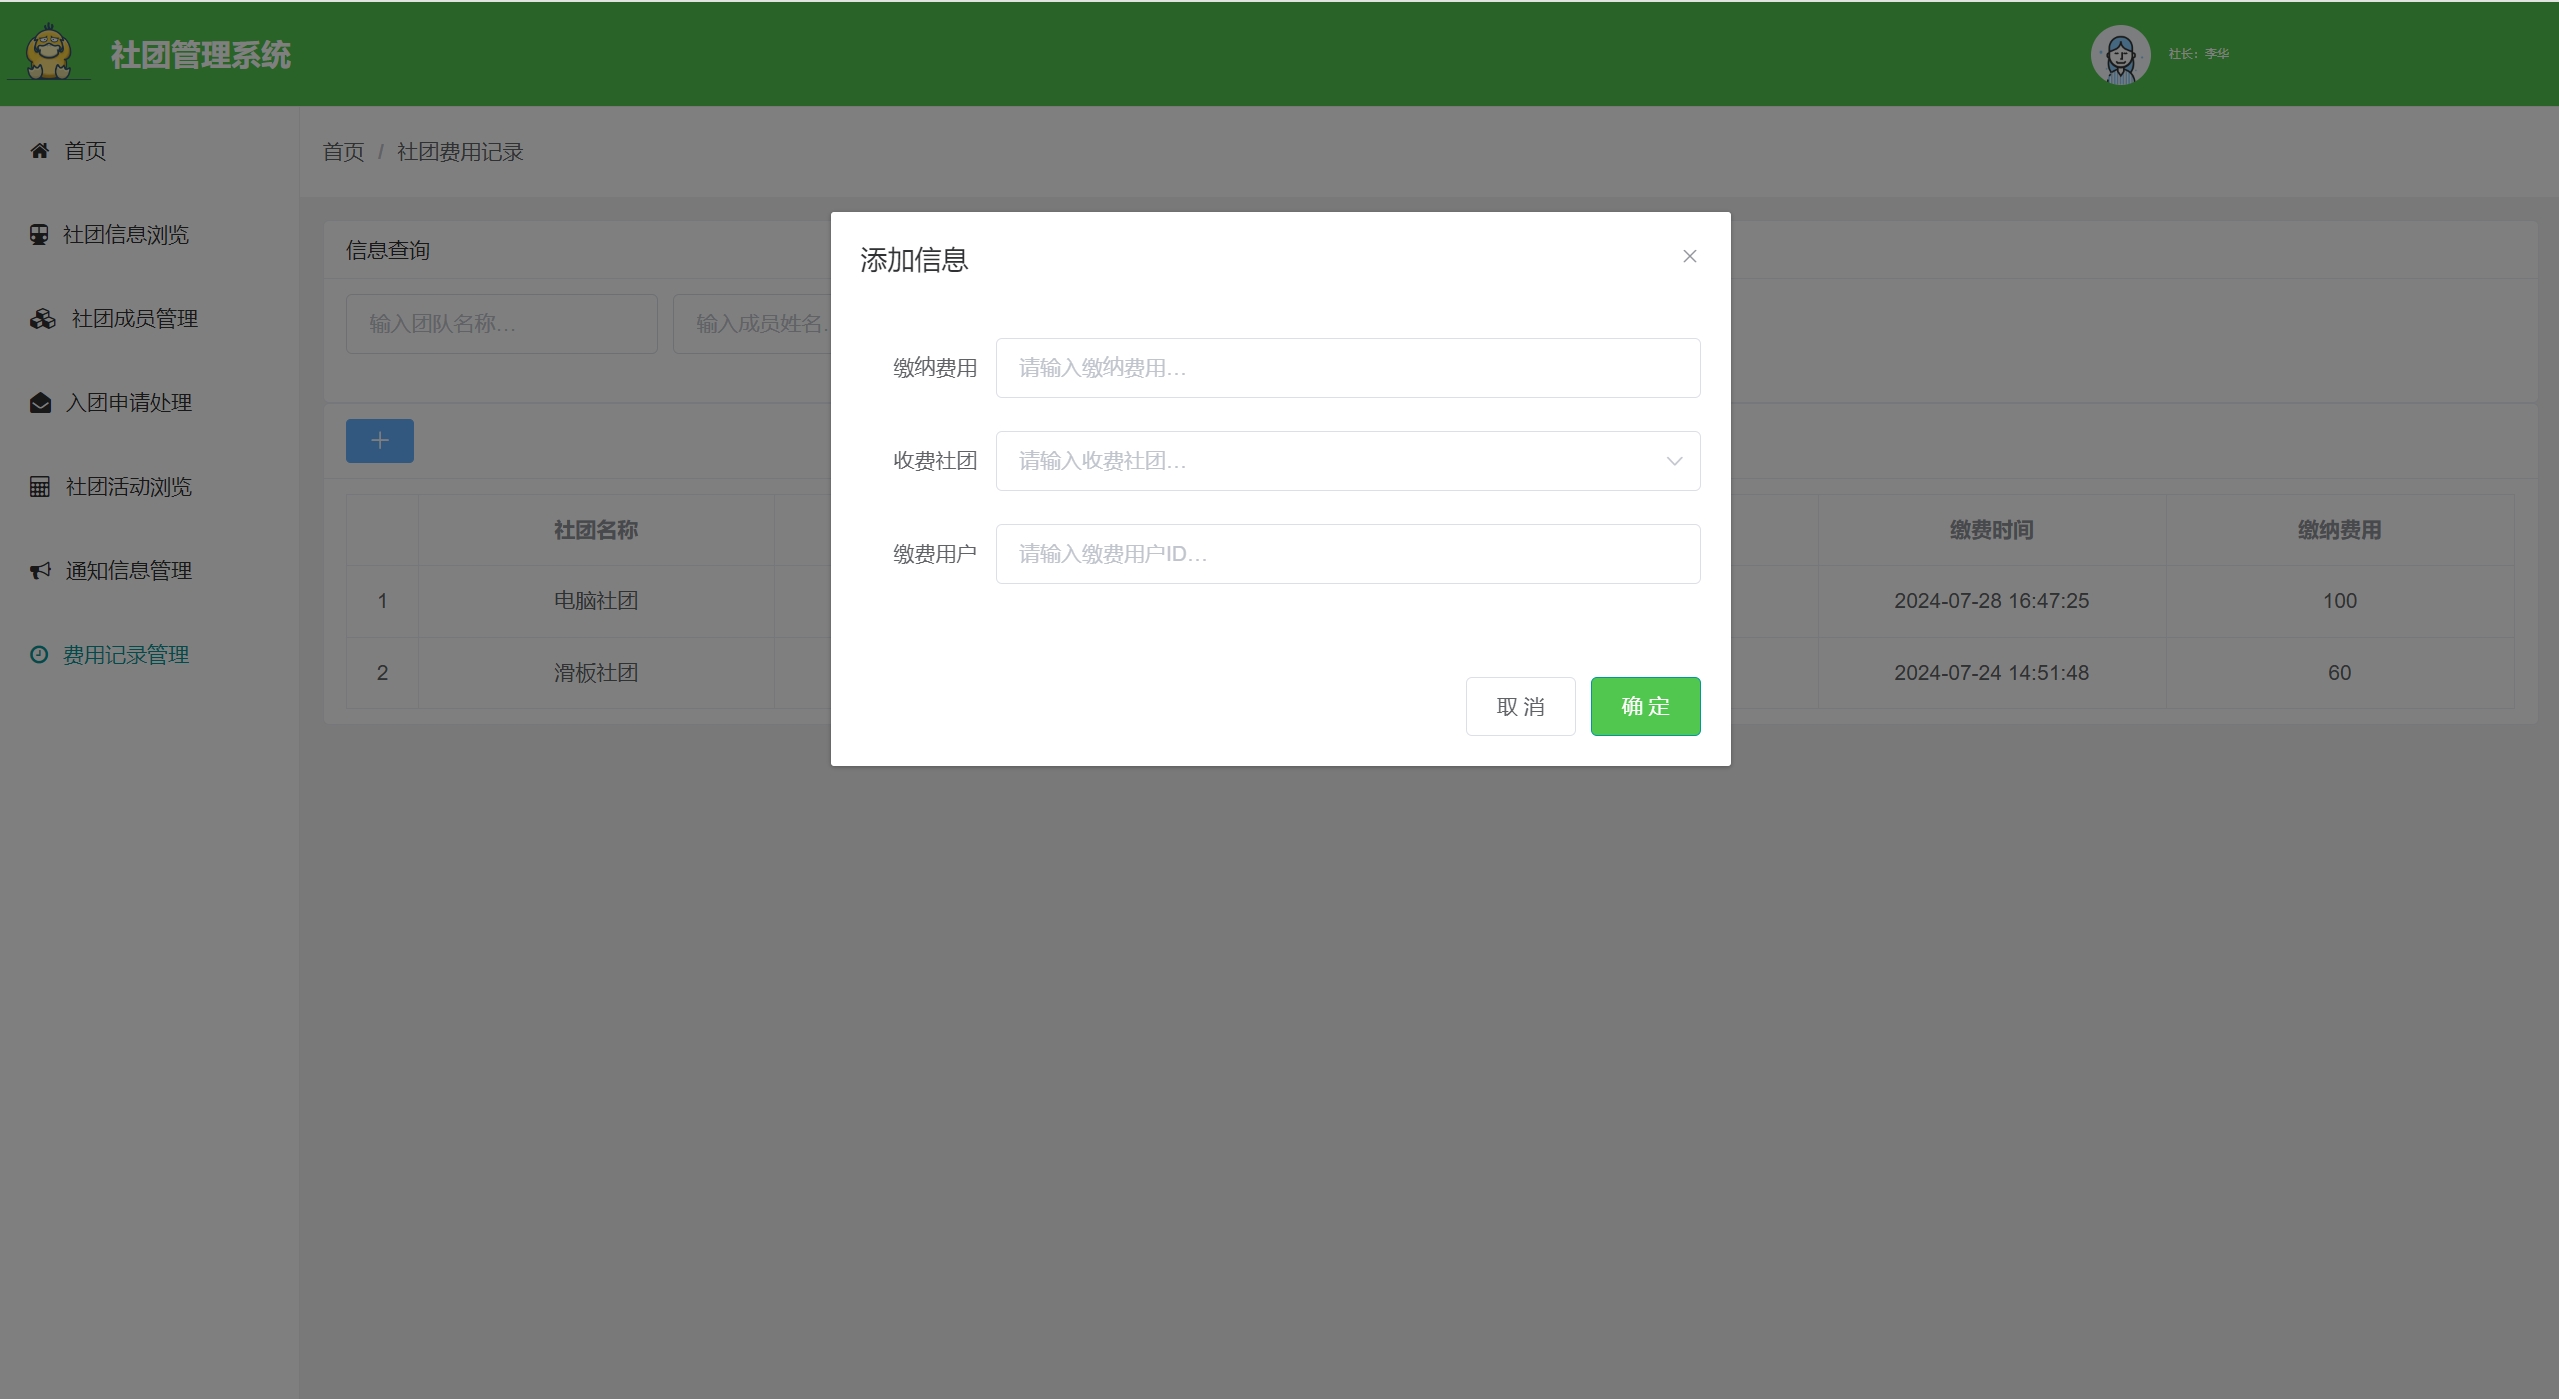 社团管理系统
社长：李华
首页
社团信息浏览
社团成员管理
入团申请处理
社团活动浏览
通知信息管理
费用记录管理
首页 / 社团费用记录
信息查询
输入团队名称…
输入成员姓名…
社团名称
缴费时间
缴纳费用
1 电脑社团 2024-07-28 16:47:25 100
2 滑板社团 2024-07-24 14:51:48 60
添加信息
缴纳费用 请输入缴纳费用…
收费社团 请输入收费社团…
缴费用户 请输入缴费用户ID…
取 消
确 定